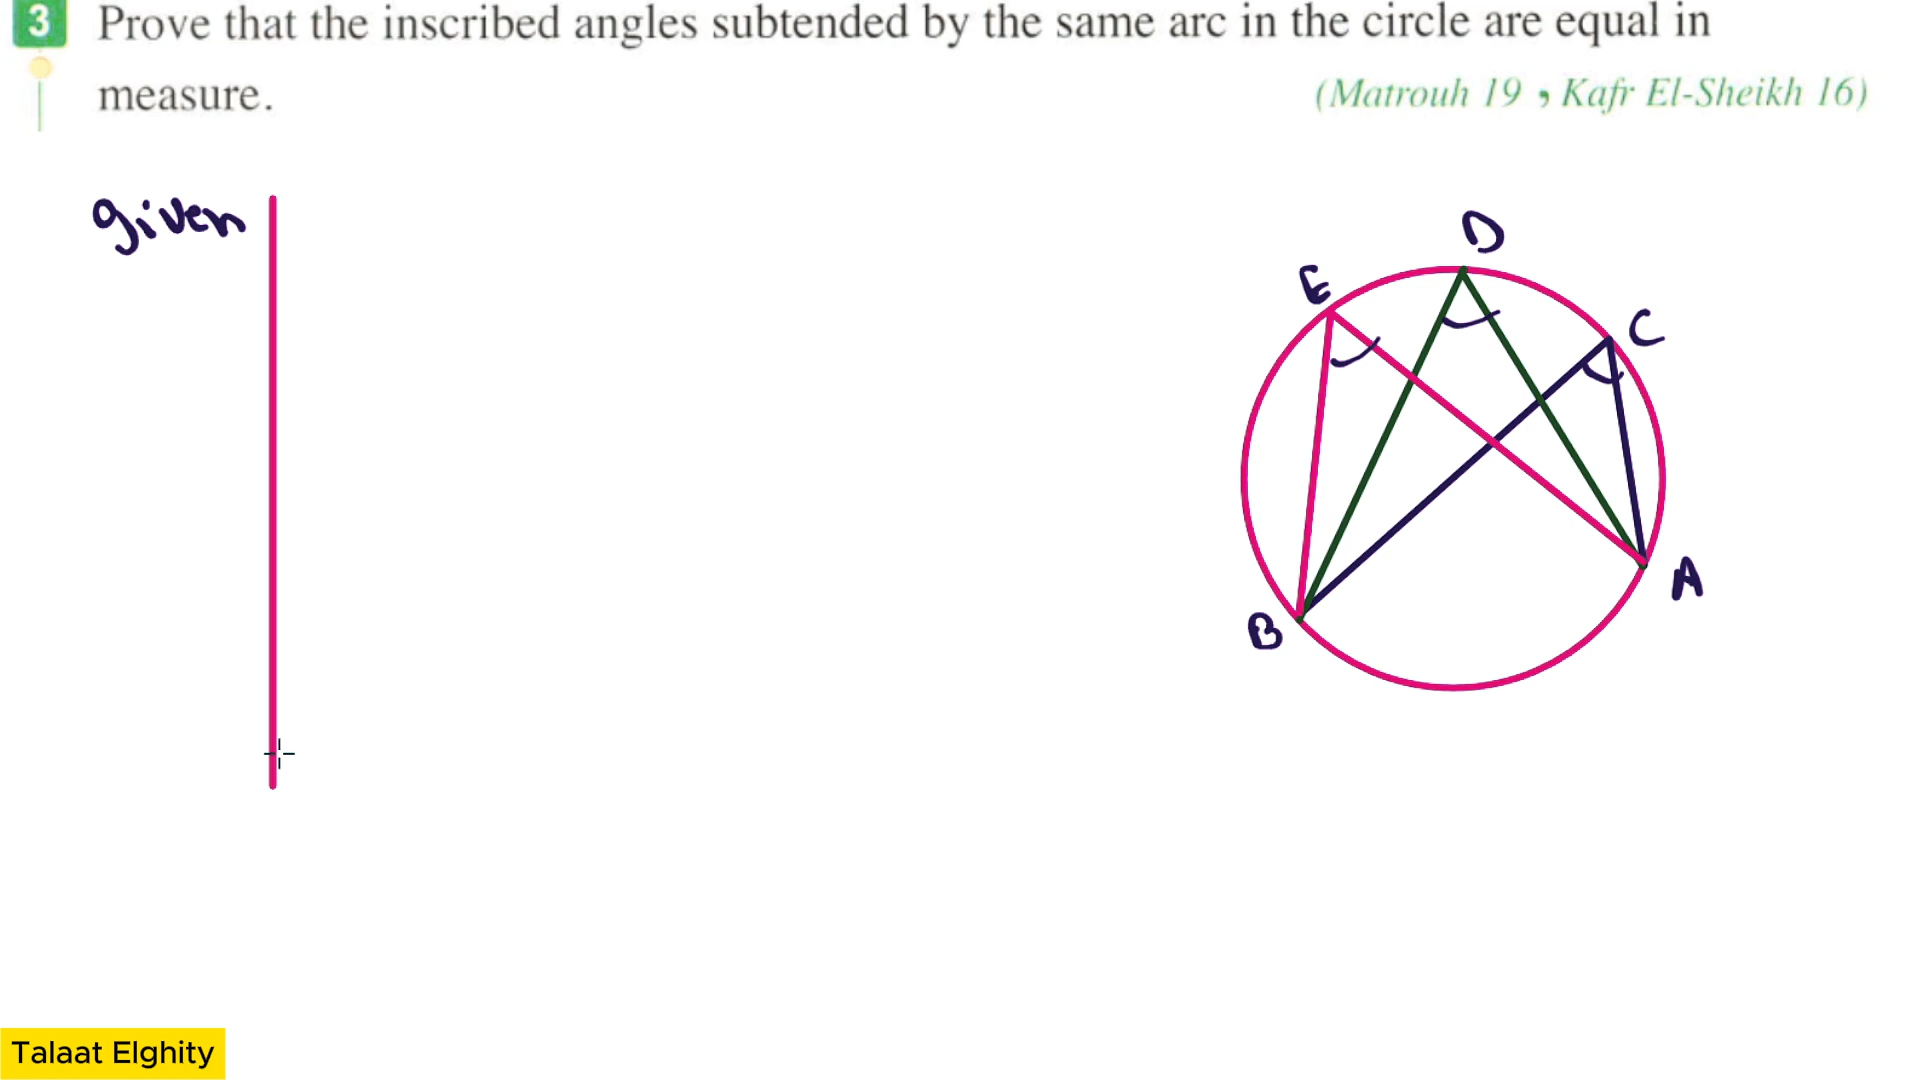 3 Prove that the inscribed angles subtended by the same arc in the circle are equal in
measure. (Matrouh 19 , Kafr El-Sheikh 16)
given
D
E
C
A
B
Talaat Elghity